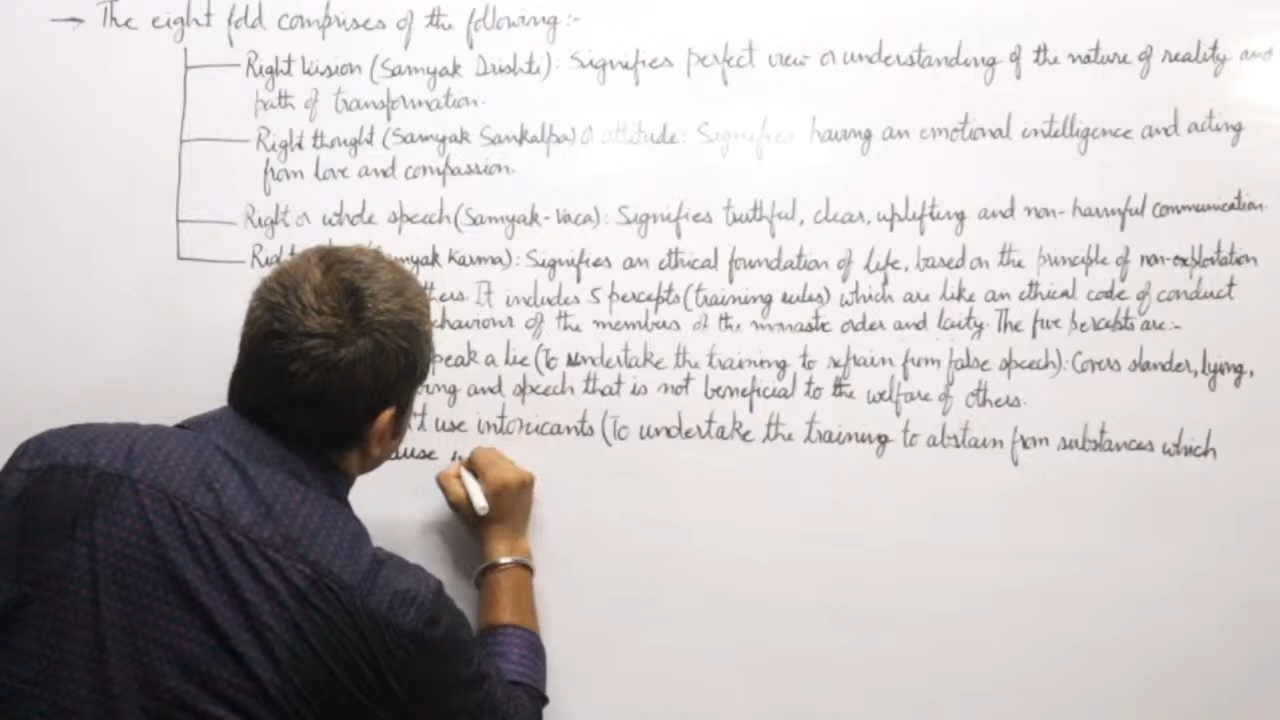 → The eight fold comprises of the following:-
Right Vision (Samyak Drishti): Signifies perfect view or understanding of the nature of reality and
path of transformation.
Right thought (Samyak Sankalpa) or attitude: Signifies having an emotional intelligence and acting
from love and compassion.
Right or whole speech (Samyak-Vaca): Signifies truthful, clear, uplifting and non-harmful communication.
Karma): Signifies an ethical foundation of life, based on the principle of non-exploitation
It includes 5 percepts (training rules) which are like an ethical code of conduct
of the members of the monastic order and laity. The five percepts are:-
a lie (To undertake the training to refrain from false speech): Covers slander, lying,
and speech that is not beneficial to the welfare of others.
use intoxicants (To undertake the training to abstain from substances which